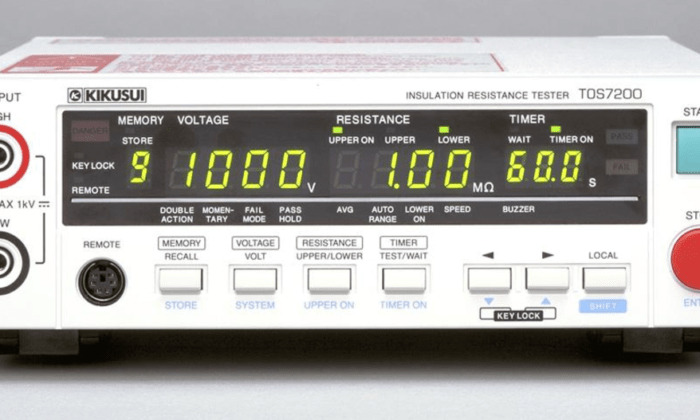 KIKUSUI
INSULATION RESISTANCE TESTER TOS7200
PUT
GH
AX 1kV
W
DANGER
MEMORY VOLTAGE RESISTANCE TIMER
STORE UPPER ON UPPER LOWER WAIT TIMER ON PASS
KEY LOCK
REMOTE
9 1000 V 1.00 MΩ 60.0 S
FAIL
DOUBLE ACTION MOMEN-TARY FAIL MODE PASS HOLD AVG AUTO RANGE LOWER ON SPEED BUZZER
REMOTE
MEMORY VOLTAGE RESISTANCE TIMER
RECALL VOLT UPPER/LOWER TEST/WAIT LOCAL
STORE SYSTEM UPPER ON TIMER ON SHIFT
KEY LOCK
STA
STO
ENT